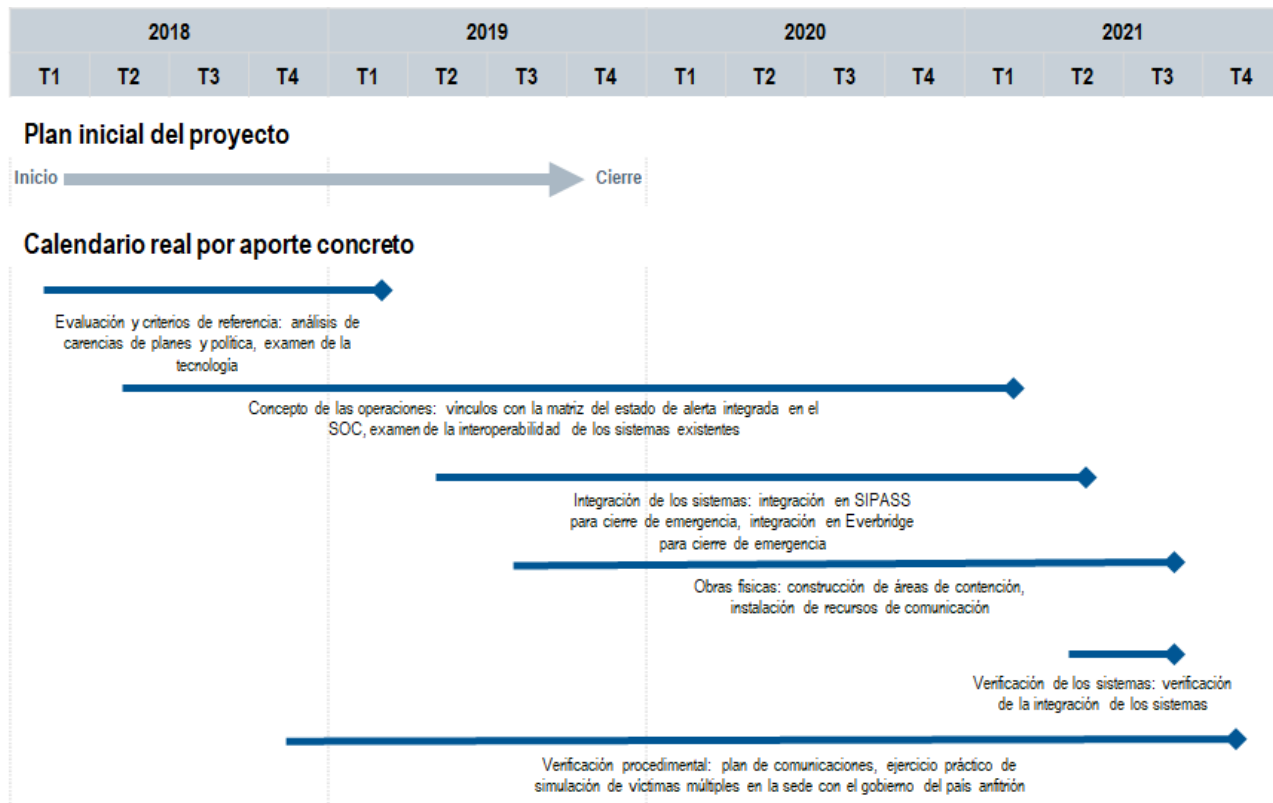 2018 2019 2020 2021
T1 T2 T3 T4 T1 T2 T3 T4 T1 T2 T3 T4 T1 T2 T3 T4
Plan inicial del proyecto
Inicio Cierre
Calendario real por aporte concreto
Evaluación y criterios de referencia: análisis de
carencias de planes y política, examen de la
tecnología
Concepto de las operaciones: vínculos con la matriz del estado de alerta integrada en el
SOC, examen de la interoperabilidad de los sistemas existentes
Integración de los sistemas: integración en SIPASS
para cierre de emergencia, integración en Everbridge
para cierre de emergencia
Obras físicas: construcción de áreas de contención,
instalación de recursos de comunicación
Verificación de los sistemas: verificación
de la integración de los sistemas
Verificación procedimental: plan de comunicaciones, ejercicio práctico de
simulación de víctimas múltiples en la sede con el gobierno del país anfitrión